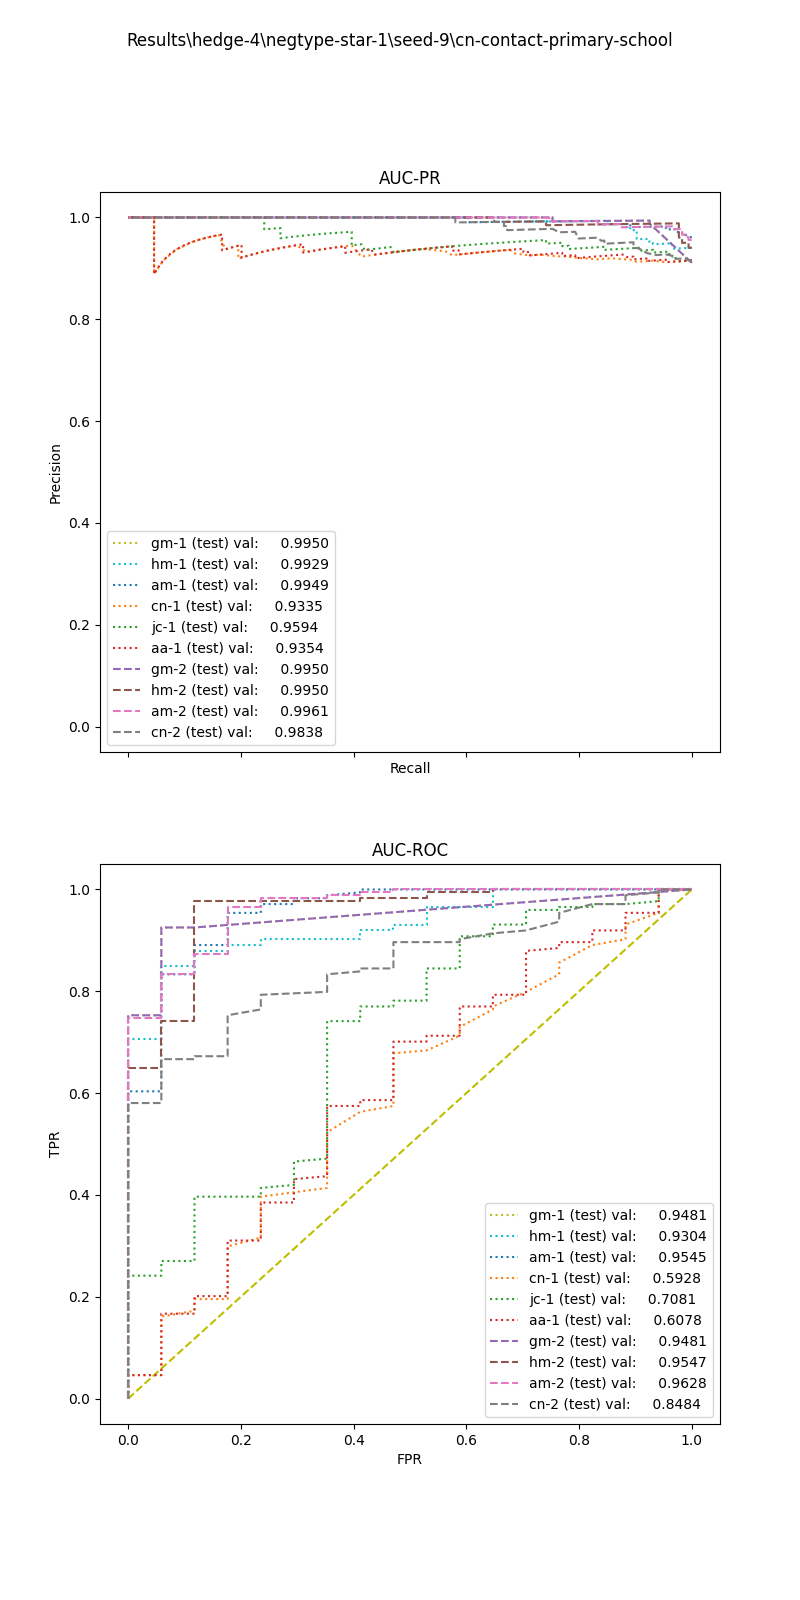 Results\hedge-4\negtype-star-1\seed-9\cn-contact-primary-school
AUC-PR
1.0
0.8
0.6
0.4
0.2
0.0
Precision
gm-1 (test) val: 0.9950
hm-1 (test) val: 0.9929
am-1 (test) val: 0.9949
cn-1 (test) val: 0.9335
jc-1 (test) val: 0.9594
aa-1 (test) val: 0.9354
gm-2 (test) val: 0.9950
hm-2 (test) val: 0.9950
am-2 (test) val: 0.9961
cn-2 (test) val: 0.9838
Recall
AUC-ROC
1.0
0.8
0.6
0.4
0.2
0.0
TPR
gm-1 (test) val: 0.9481
hm-1 (test) val: 0.9304
am-1 (test) val: 0.9545
cn-1 (test) val: 0.5928
jc-1 (test) val: 0.7081
aa-1 (test) val: 0.6078
gm-2 (test) val: 0.9481
hm-2 (test) val: 0.9547
am-2 (test) val: 0.9628
cn-2 (test) val: 0.8484
0.0 0.2 0.4 0.6 0.8 1.0
FPR